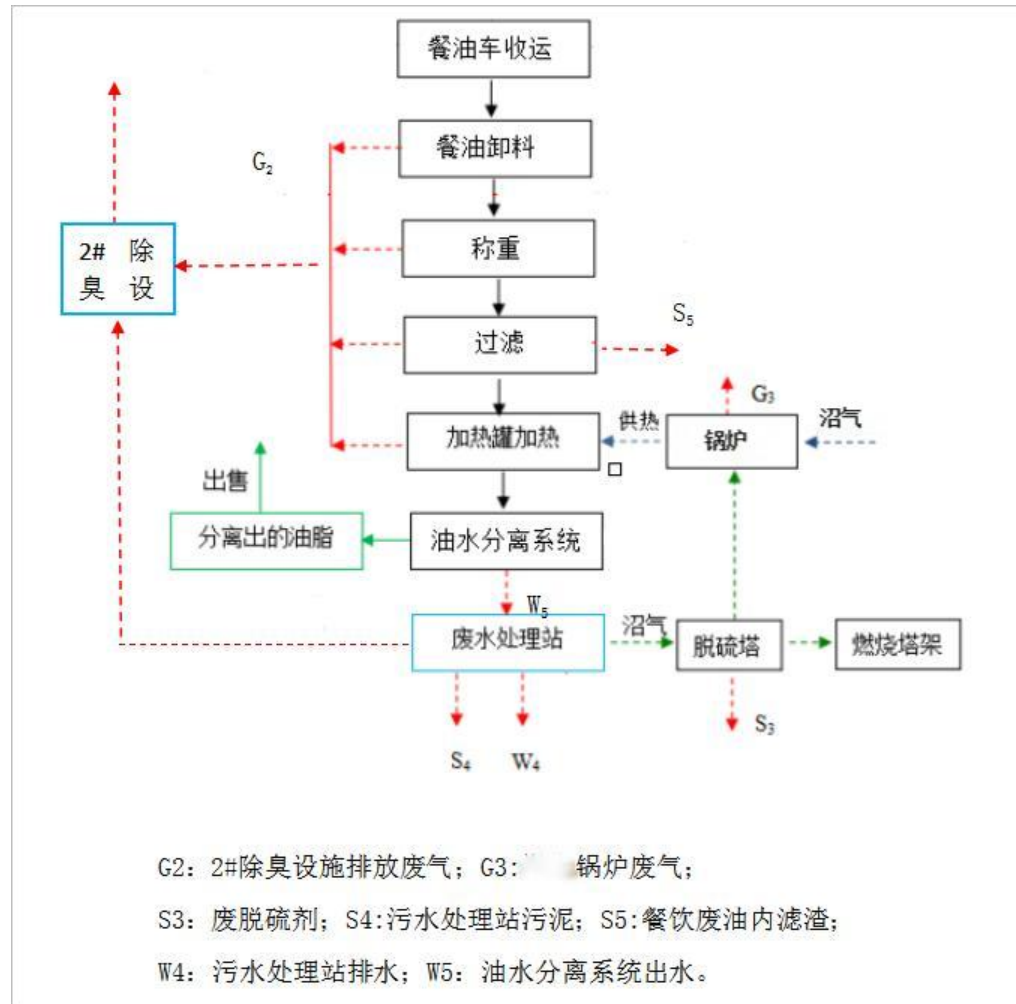 餐油车收运
餐油卸料
G₂
2# 除
臭 设
称重
过滤
S₅
G₃
加热罐加热
供热
锅炉
沼气
出售
分离出的油脂
油水分离系统
W₅
废水处理站
沼气
脱硫塔
燃烧塔架
S₃
S₄
W₄
G2：2#除臭设施排放废气；G3:锅炉废气；
S3：废脱硫剂；S4:污水处理站污泥；S5:餐饮废油内滤渣；
W4：污水处理站排水；W5：油水分离系统出水。